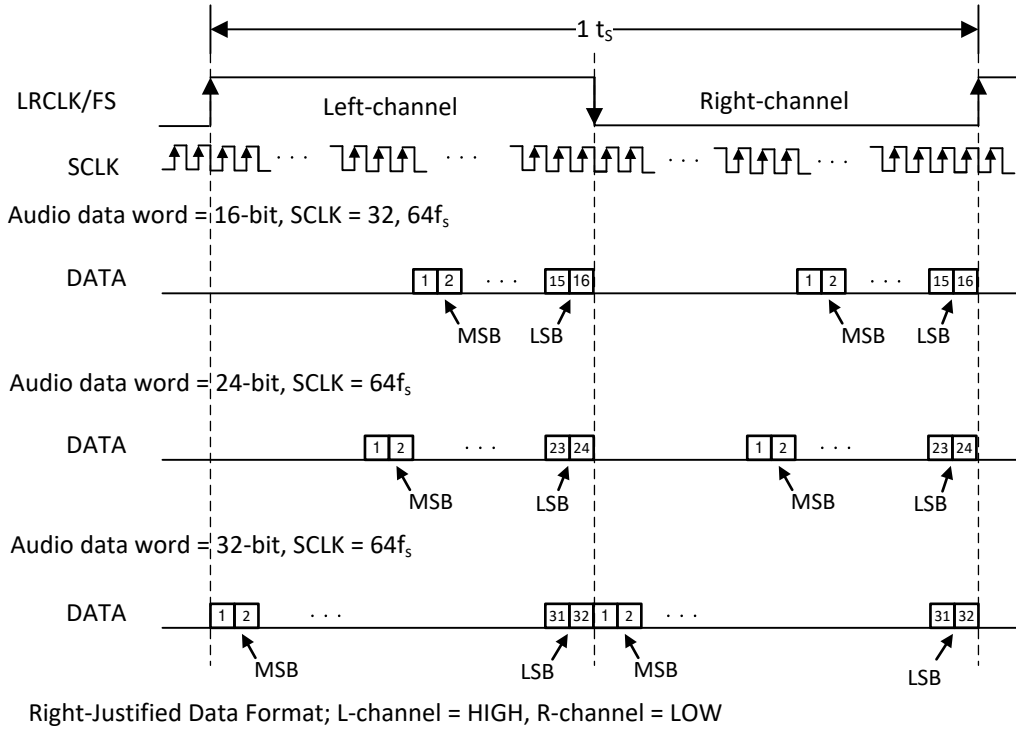 1 tS
LRCLK/FS Left-channel Right-channel
SCLK . . . . . . . . . . . .
Audio data word = 16-bit, SCLK = 32, 64fs
DATA 1 2 . . . 15 16 1 2 . . . 15 16
MSB LSB MSB LSB
Audio data word = 24-bit, SCLK = 64fs
DATA 1 2 . . . 23 24 1 2 . . . 23 24
MSB LSB MSB LSB
Audio data word = 32-bit, SCLK = 64fs
DATA 1 2 . . . 31 32 1 2 . . . 31 32
MSB LSB MSB LSB
Right-Justified Data Format; L-channel = HIGH, R-channel = LOW